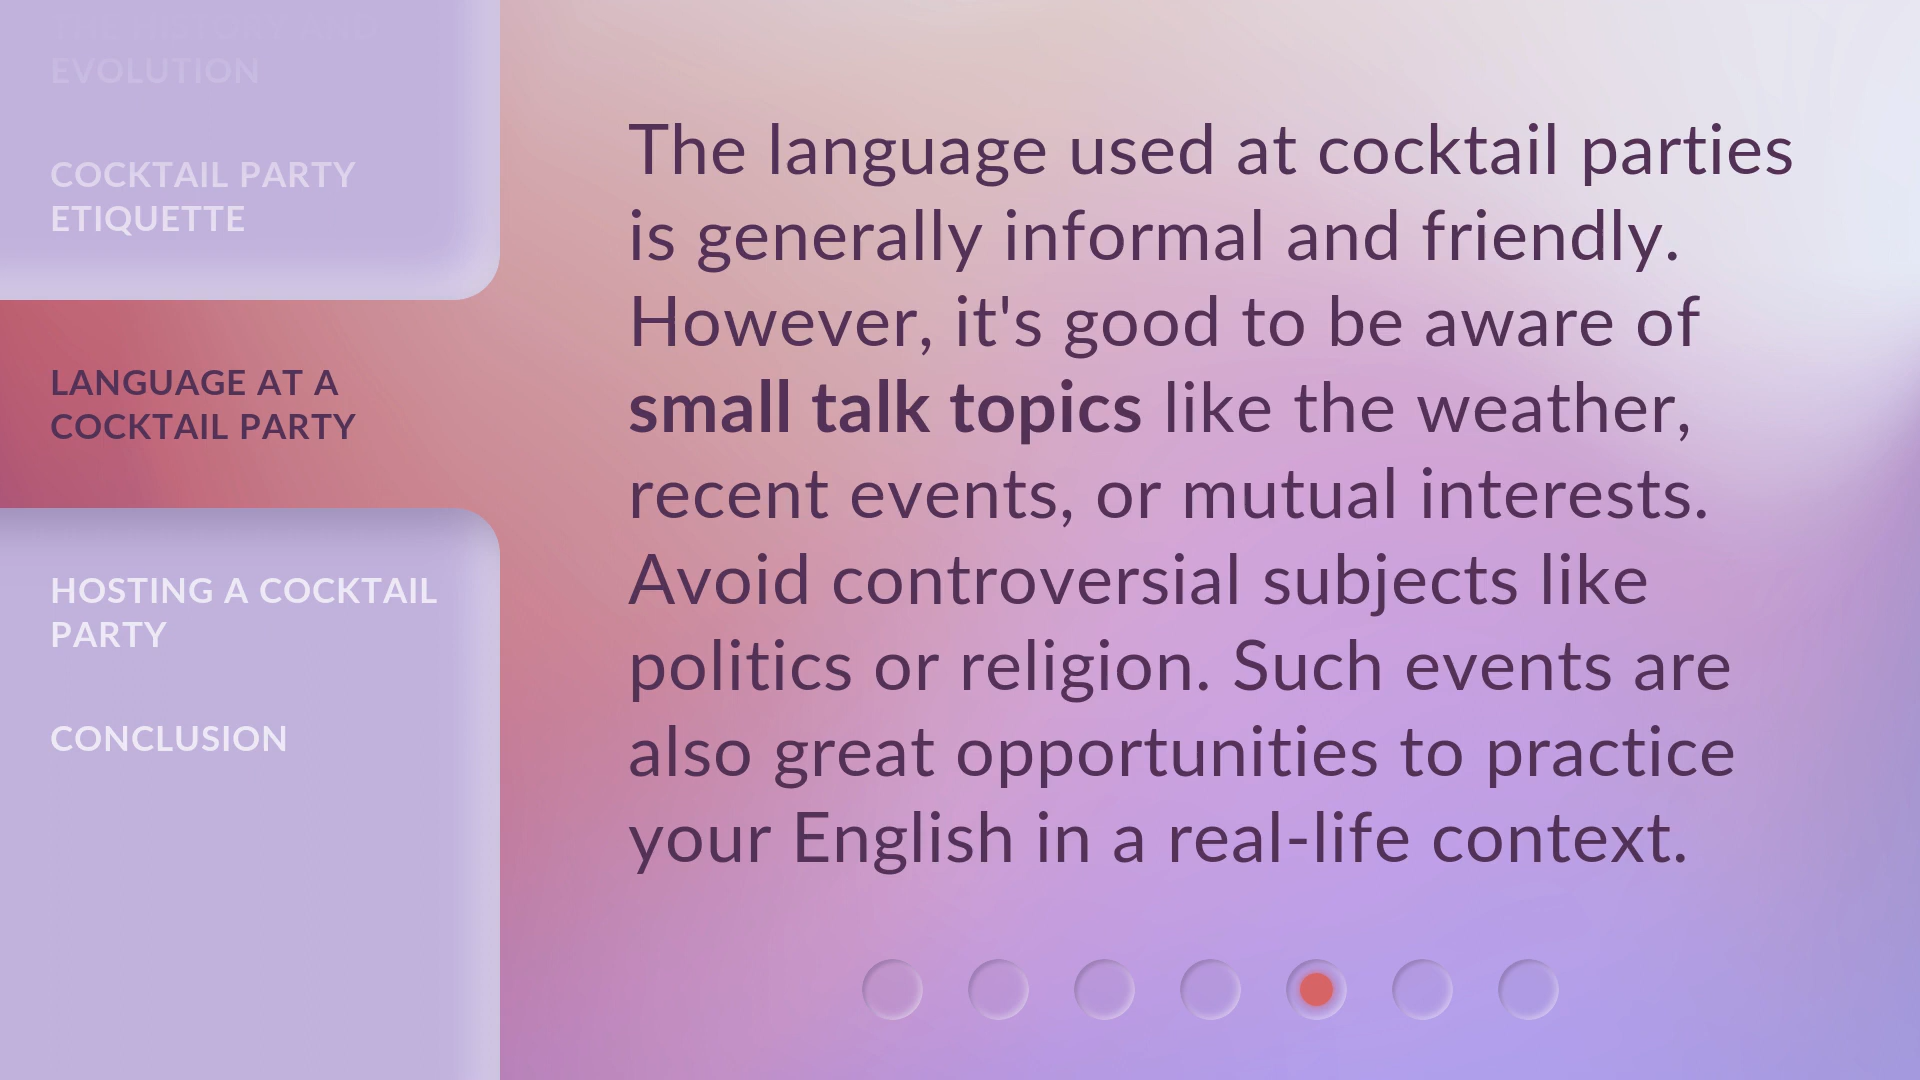 THE HISTORY AND
EVOLUTION
COCKTAIL PARTY
ETIQUETTE
LANGUAGE AT A
COCKTAIL PARTY
HOSTING A COCKTAIL
PARTY
CONCLUSION
The language used at cocktail parties
is generally informal and friendly.
However, it's good to be aware of
small talk topics like the weather,
recent events, or mutual interests.
Avoid controversial subjects like
politics or religion. Such events are
also great opportunities to practice
your English in a real-life context.